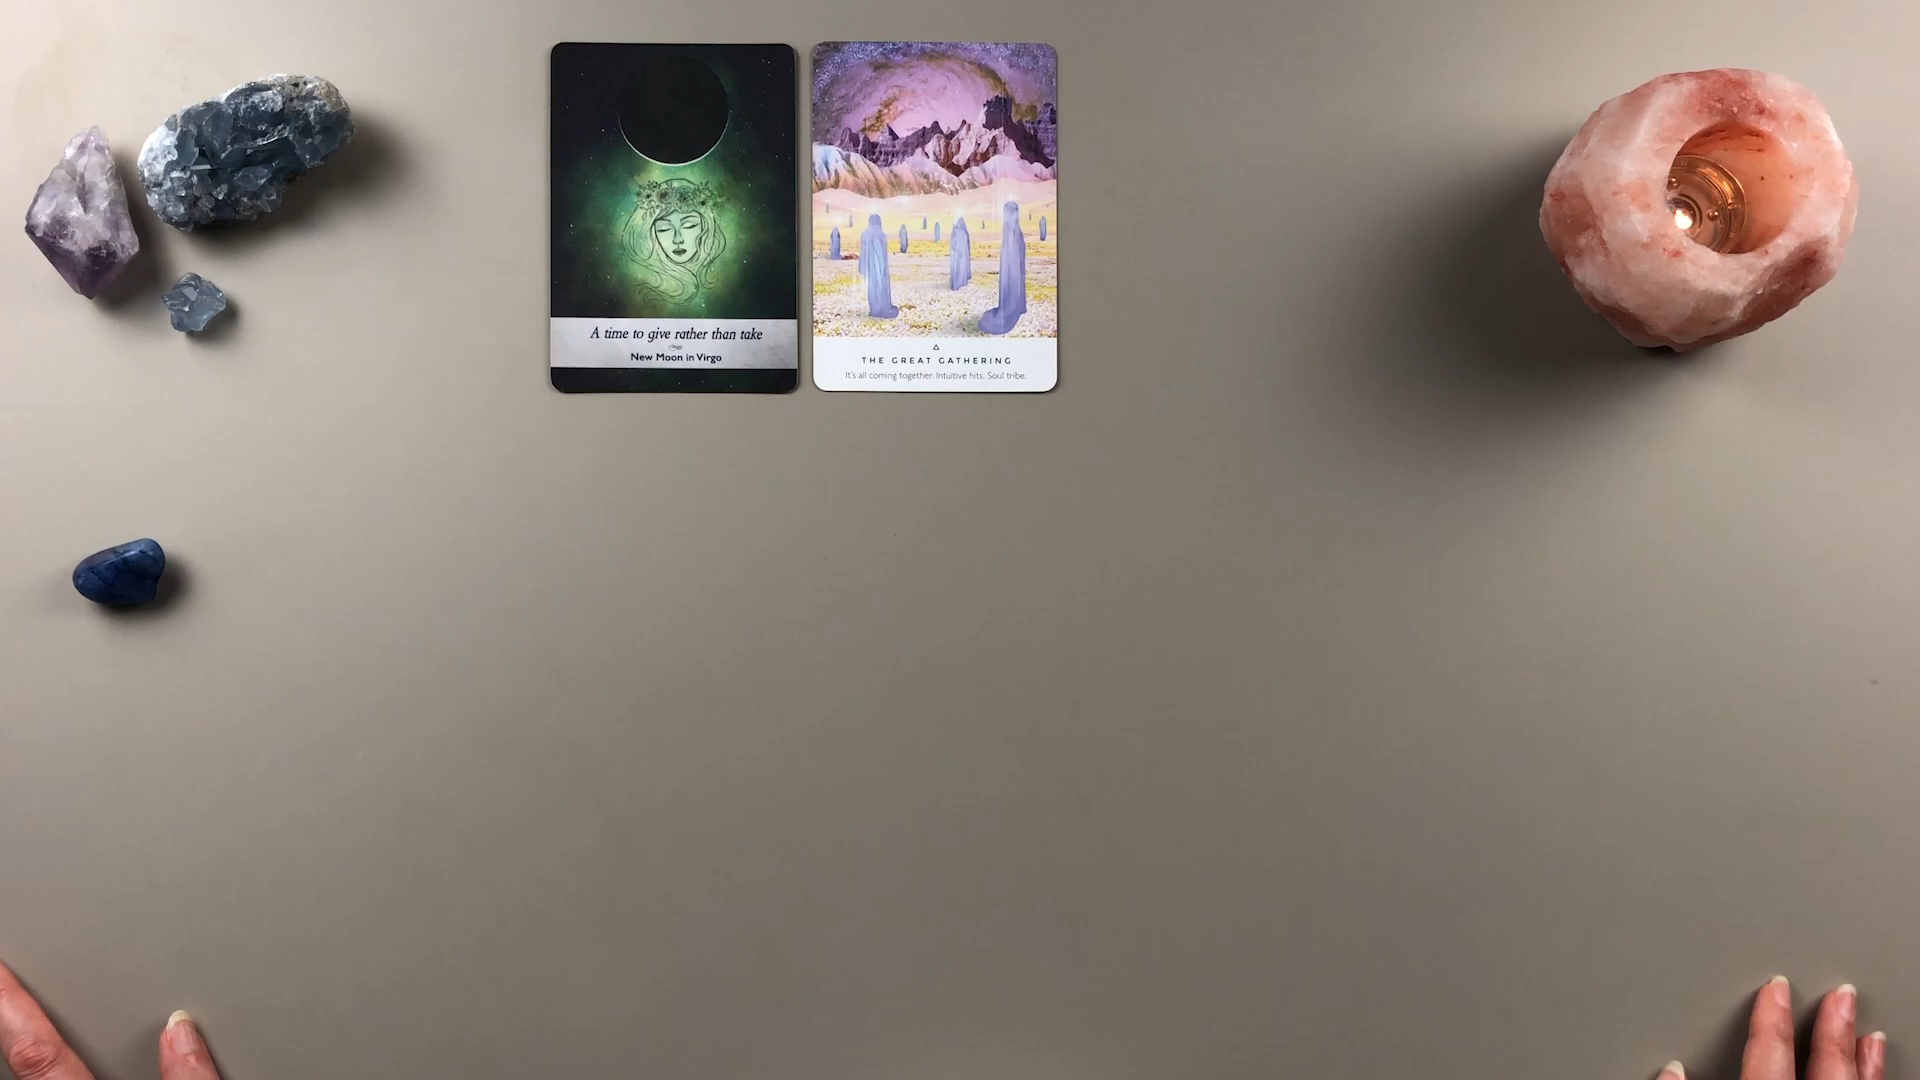 A time to give rather than take
New Moon in Virgo
THE GREAT GATHERING
It's all coming together. Intuitive hits. Soul tribe.